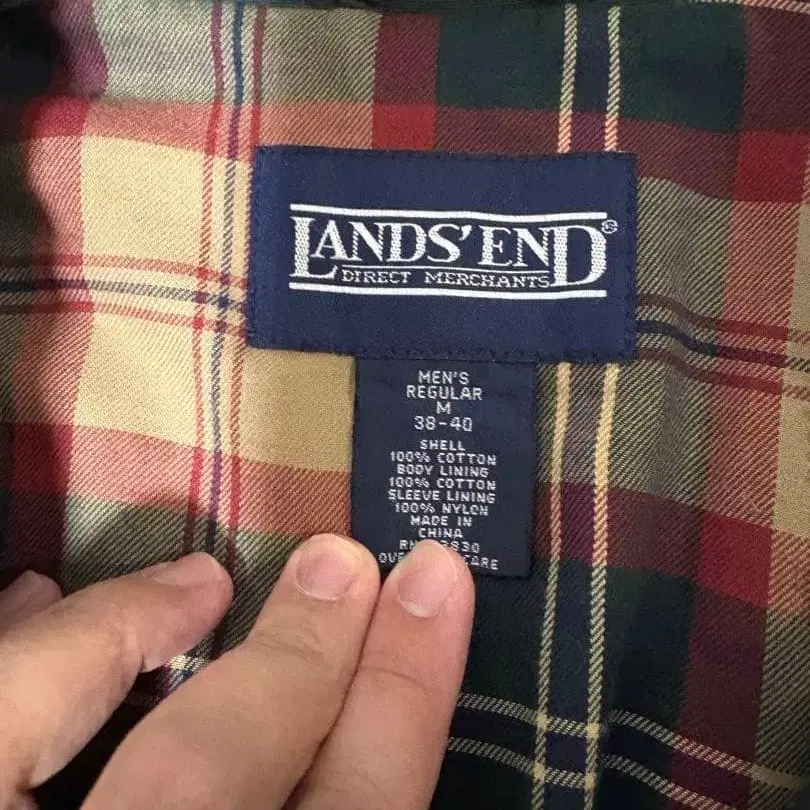 LANDS' END®
DIRECT MERCHANTS
MEN'S
REGULAR
M
38-40
SHELL
100% COTTON
BODY LINING
100% COTTON
SLEEVE LINING
100% NYLON
MADE IN
CHINA